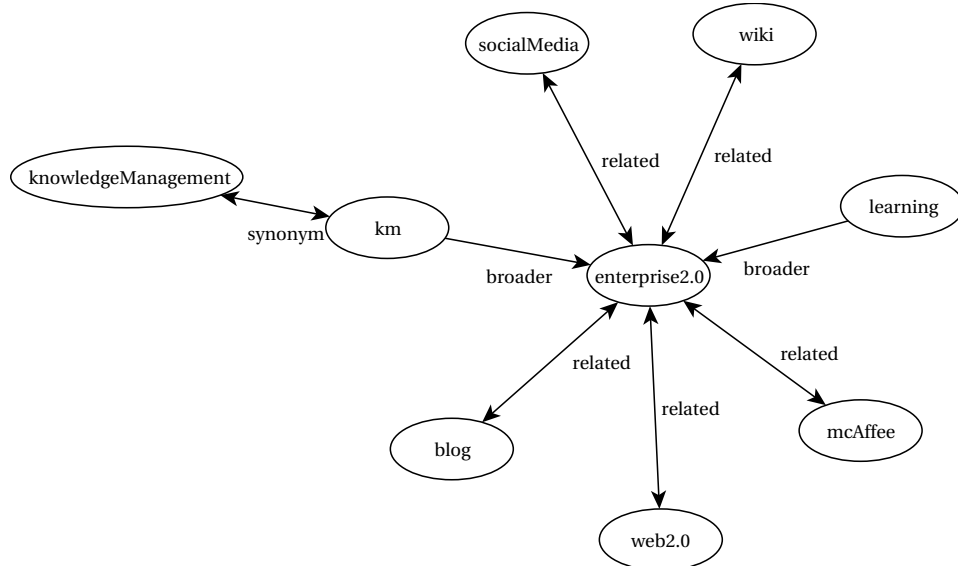 wiki
socialMedia
related
related
knowledgeManagement
learning
synonym
km
broader
enterprise2.0
broader
related
related
related
blog
mcAffee
web2.0